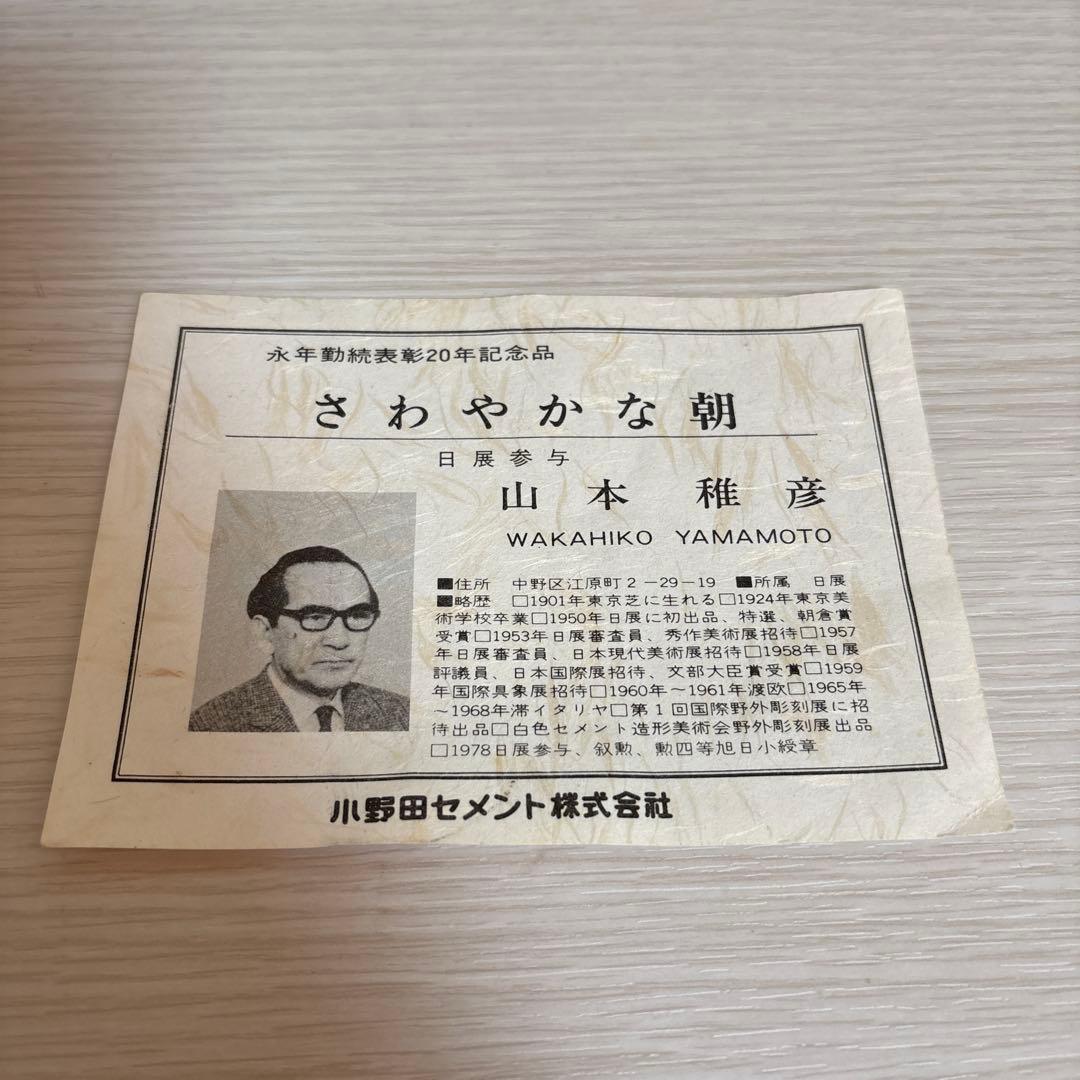 永年勤続表彰20年記念品
さわやかな朝
日展参与
山本 稚彦
WAKAHIKO YAMAMOTO
■住所 中野区江原町2-29-19 ■所属 日展
■略歴 □1901年東京芝に生れる□1924年東京美
術学校卒業□1950年日展に初出品、特選、朝倉賞
受賞□1953年日展審査員、秀作美術展招待□1957
年日展審査員、日本現代美術展招待□1958年日展
評議員、日本国際展招待、文部大臣賞受賞□1959
年国際具象展招待□1960年～1961年渡欧□1965年
～1968年滞イタリヤ□第1回国際野外彫刻展に招
待出品□白色セメント造形美術会野外彫刻展出品
□1978日展参与、叙勲、勲四等旭日小綬章
小野田セメント株式会社